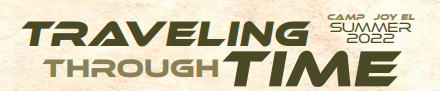 TRAVELING
THROUGH TIME
CAMP JOY EL
SUMMER
2022